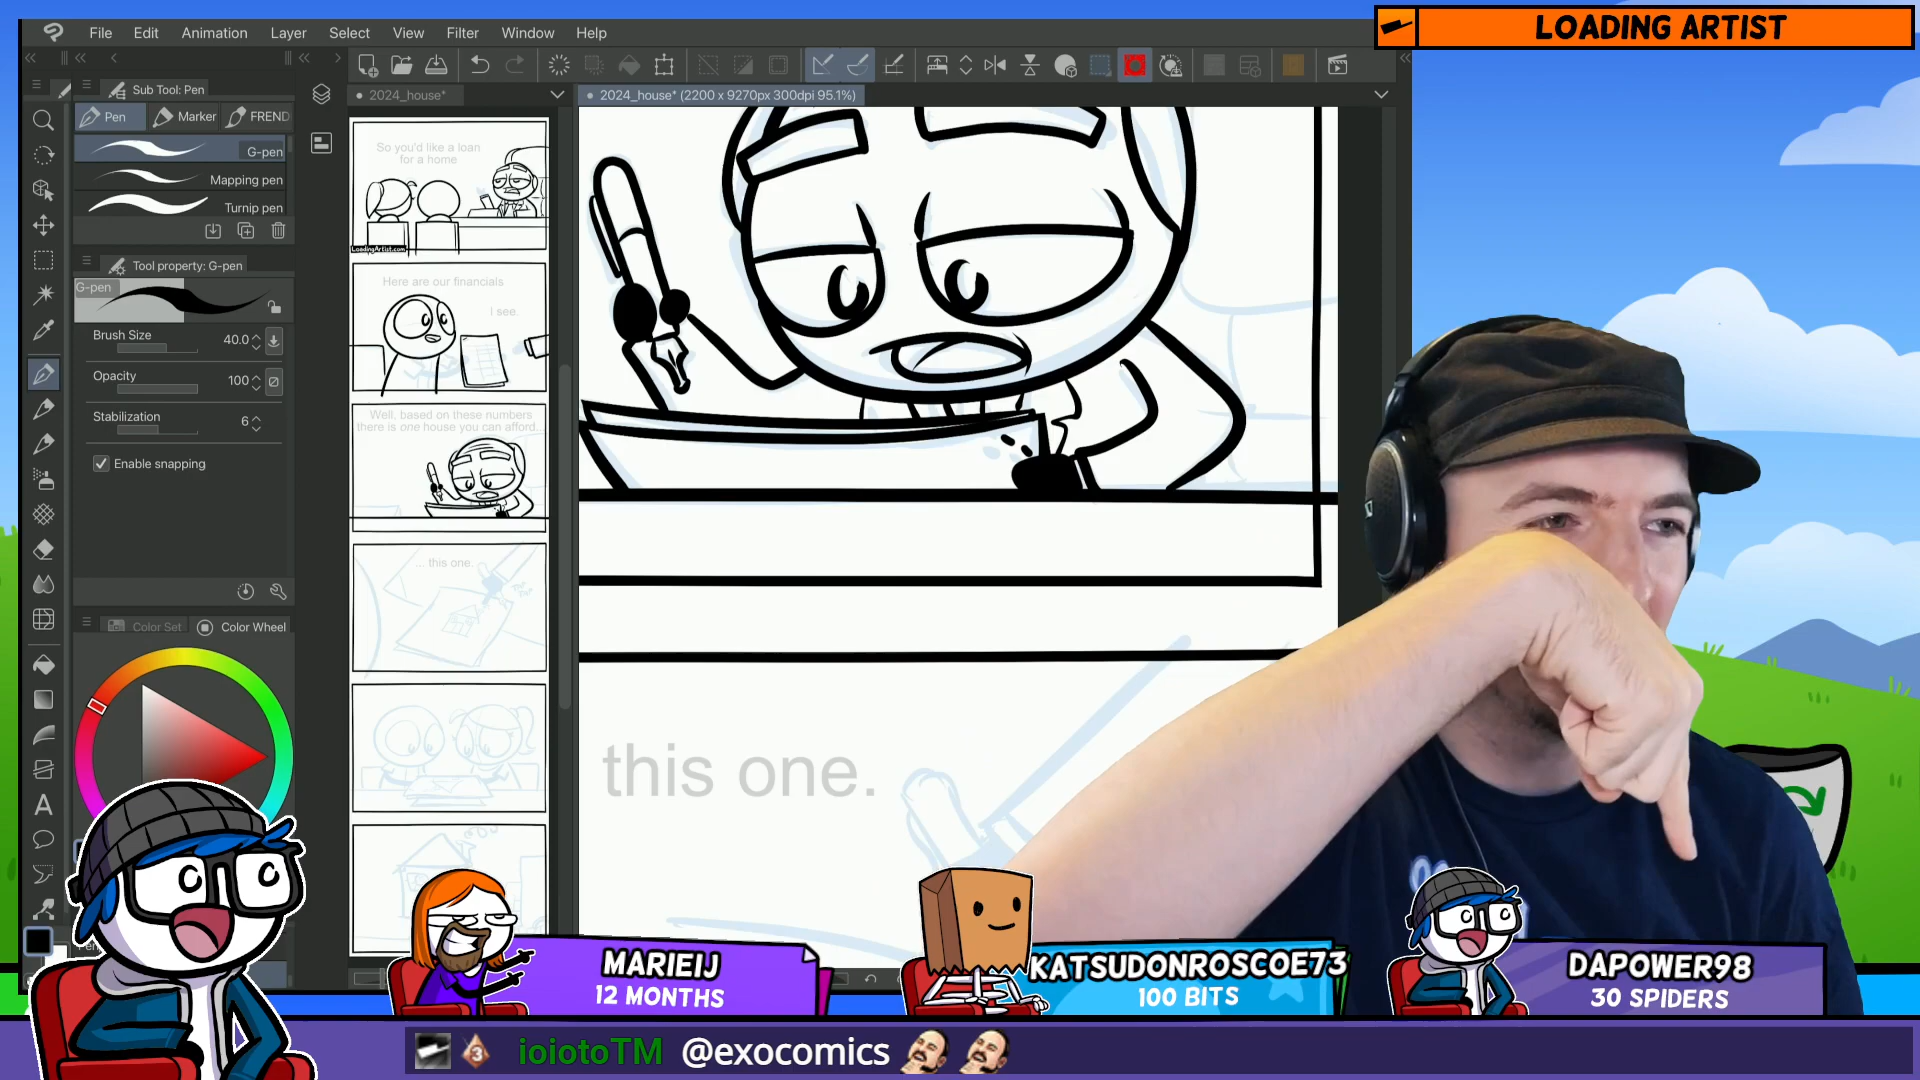 LOADING ARTIST
File Edit Animation Layer Select View Filter Window Help
Sub Tool: Pen
2024_house*
2024_house* (2200 x 9270px 300dpi 95.1%)
Pen Marker FREND
G-pen
Mapping pen
Turnip pen
Tool property: G-pen
G-pen
Brush Size 40.0
Opacity 100
Stabilization 6
Enable snapping
Color Set Color Wheel
So you'd like a loan
for a home
LoadingArtist.com
Here are our financials
I see.
Well, based on these numbers
there is one house you can afford...
... this one.
this one.
MARIEIJ
12 MONTHS
KATSUDONROSCOE73
100 BITS
DAPOWER98
30 SPIDERS
3
ioiotoTM @exocomics